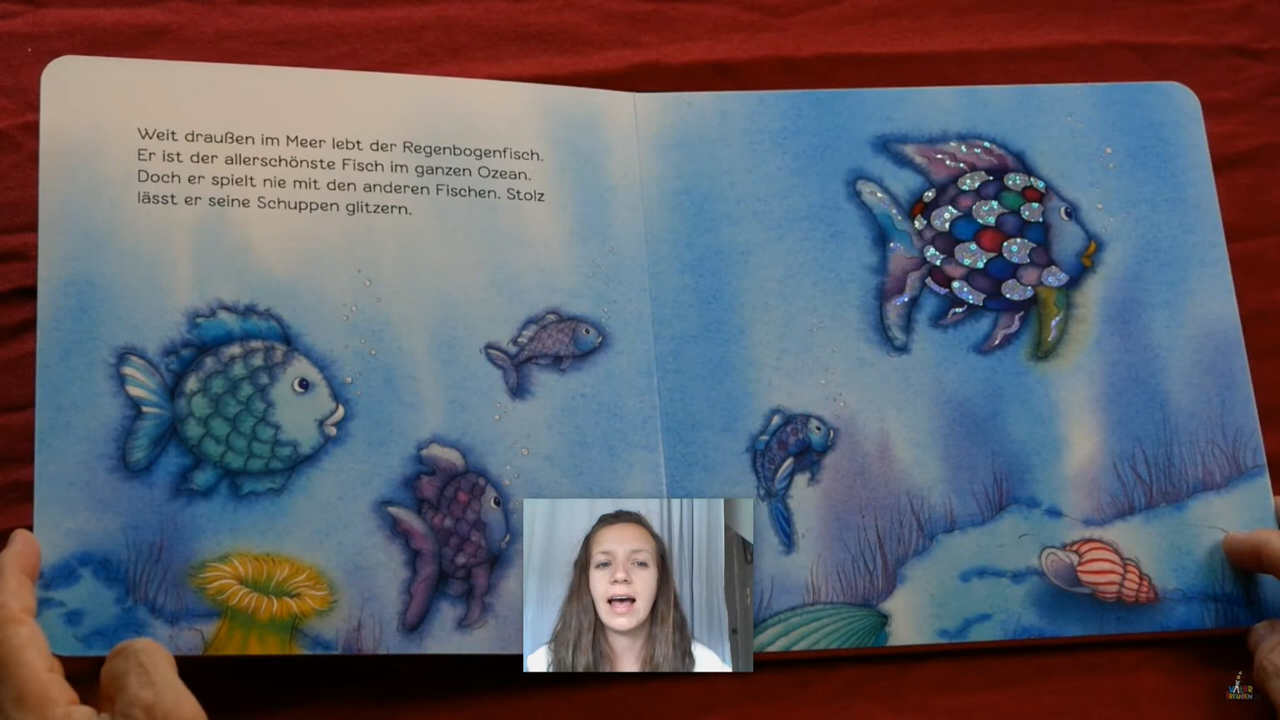 Weit draußen im Meer lebt der Regenbogenfisch.
Er ist der allerschönste Fisch im ganzen Ozean.
Doch er spielt nie mit den anderen Fischen. Stolz
lässt er seine Schuppen glitzern.